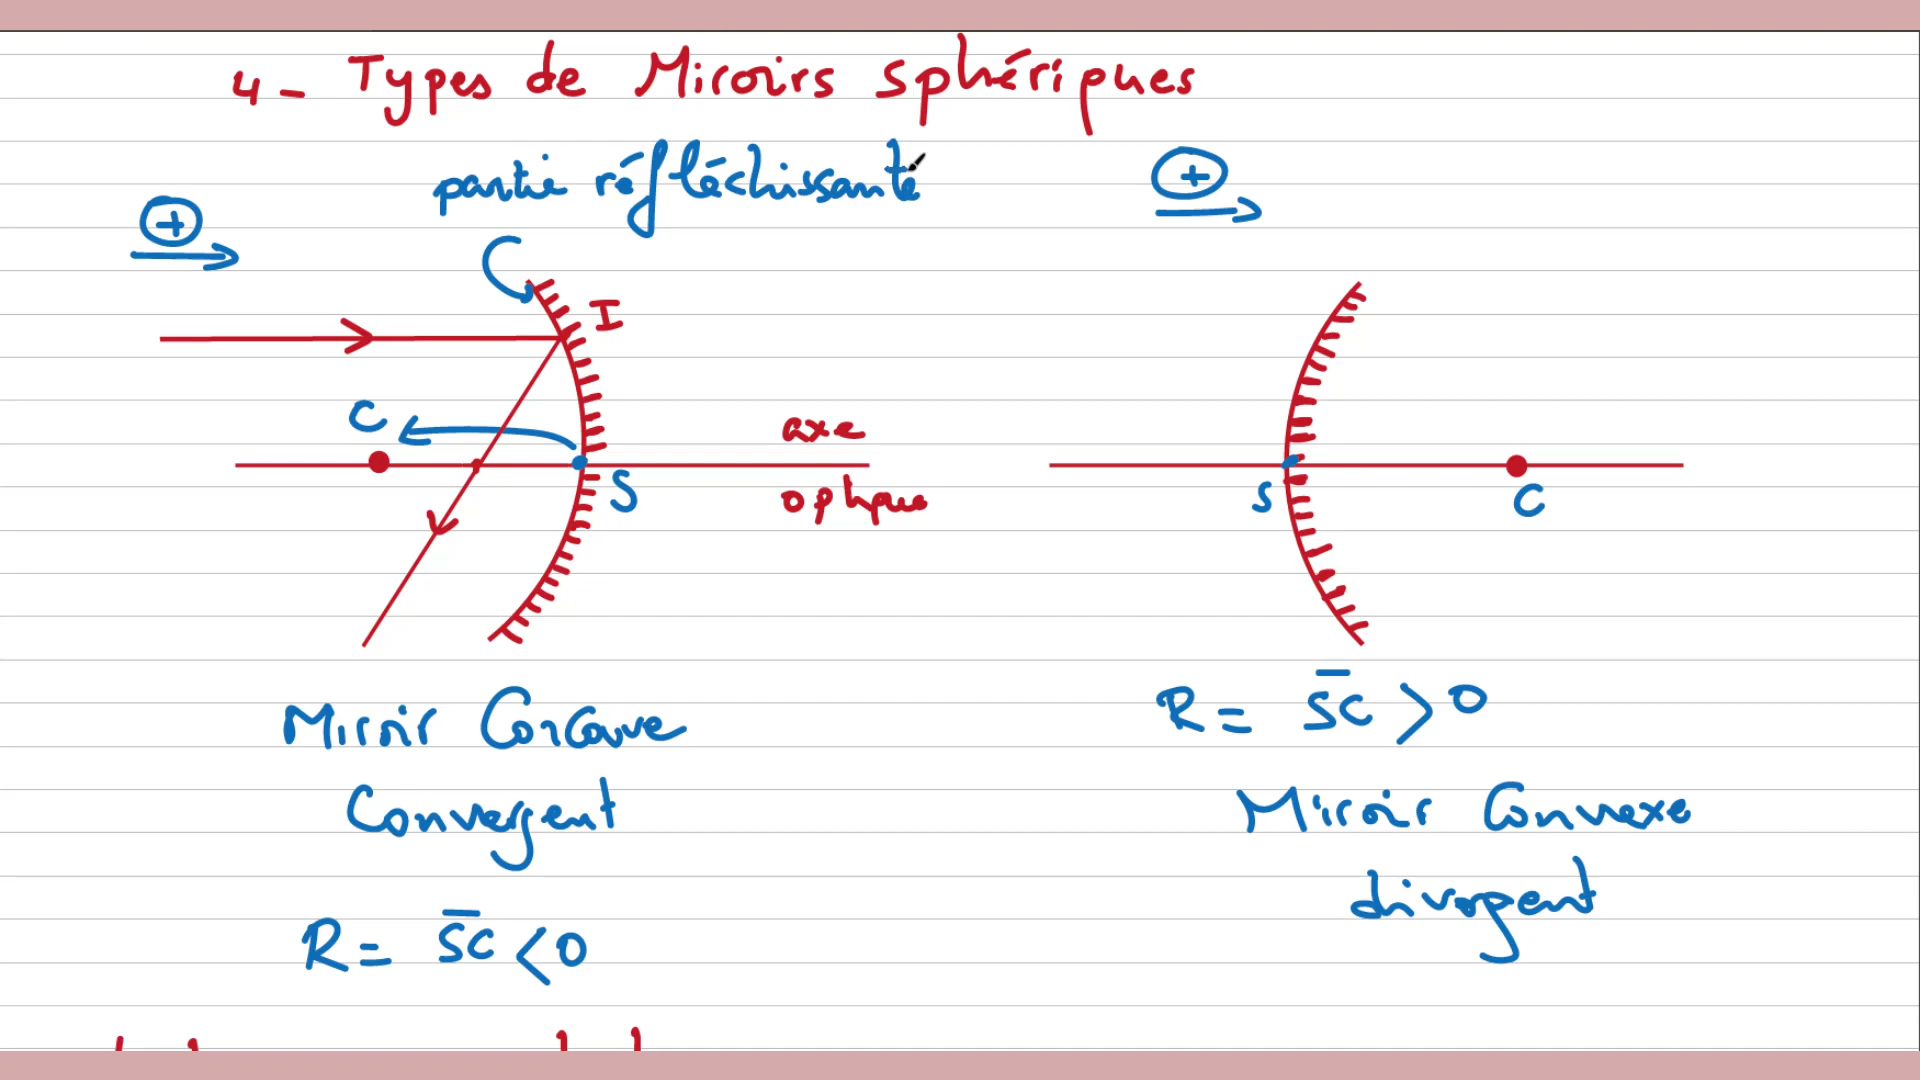 4- Types de Miroirs sphériques
partie réfléchissante
+
+
I
C
axe
optique
S
S
C
Miroir Concave
Convergent
R = S̅C̅ < 0
R = S̅C̅ > 0
Miroir Convexe
divergent